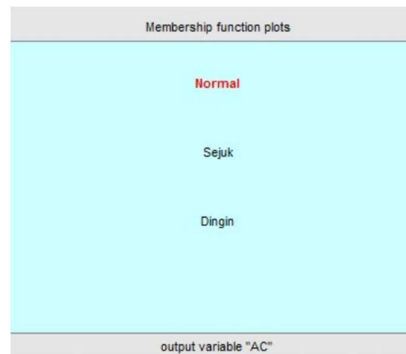 Membership function plots
Normal
Sejuk
Dingin
output variable "AC"